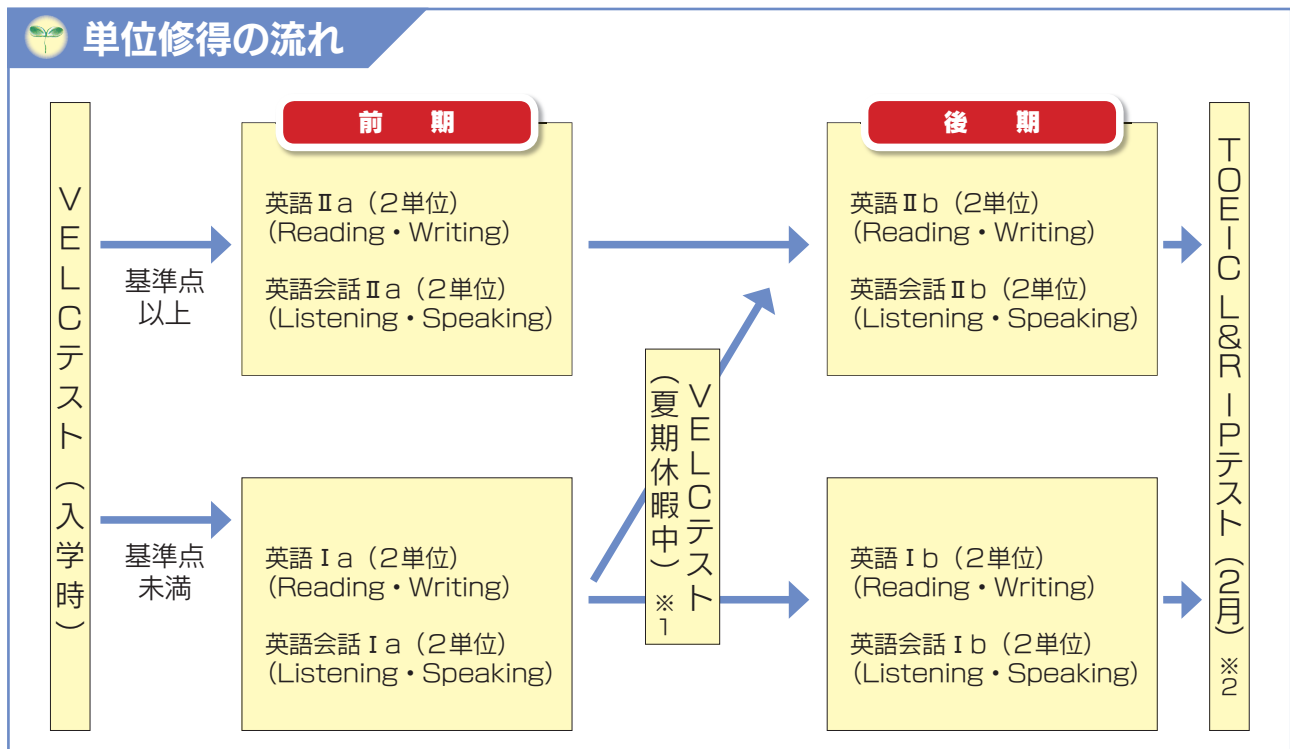 単位修得の流れ
VELCテスト（入学時）
基準点
以上
基準点
未満
前　期
英語Ⅱa（2単位）
（Reading・Writing）
英語会話Ⅱa（2単位）
（Listening・Speaking）
英語Ⅰa（2単位）
（Reading・Writing）
英語会話Ⅰa（2単位）
（Listening・Speaking）
VELCテスト
（夏期休暇中）※1
後　期
英語Ⅱb（2単位）
（Reading・Writing）
英語会話Ⅱb（2単位）
（Listening・Speaking）
英語Ⅰb（2単位）
（Reading・Writing）
英語会話Ⅰb（2単位）
（Listening・Speaking）
TOEIC L&R IPテスト（2月）※2